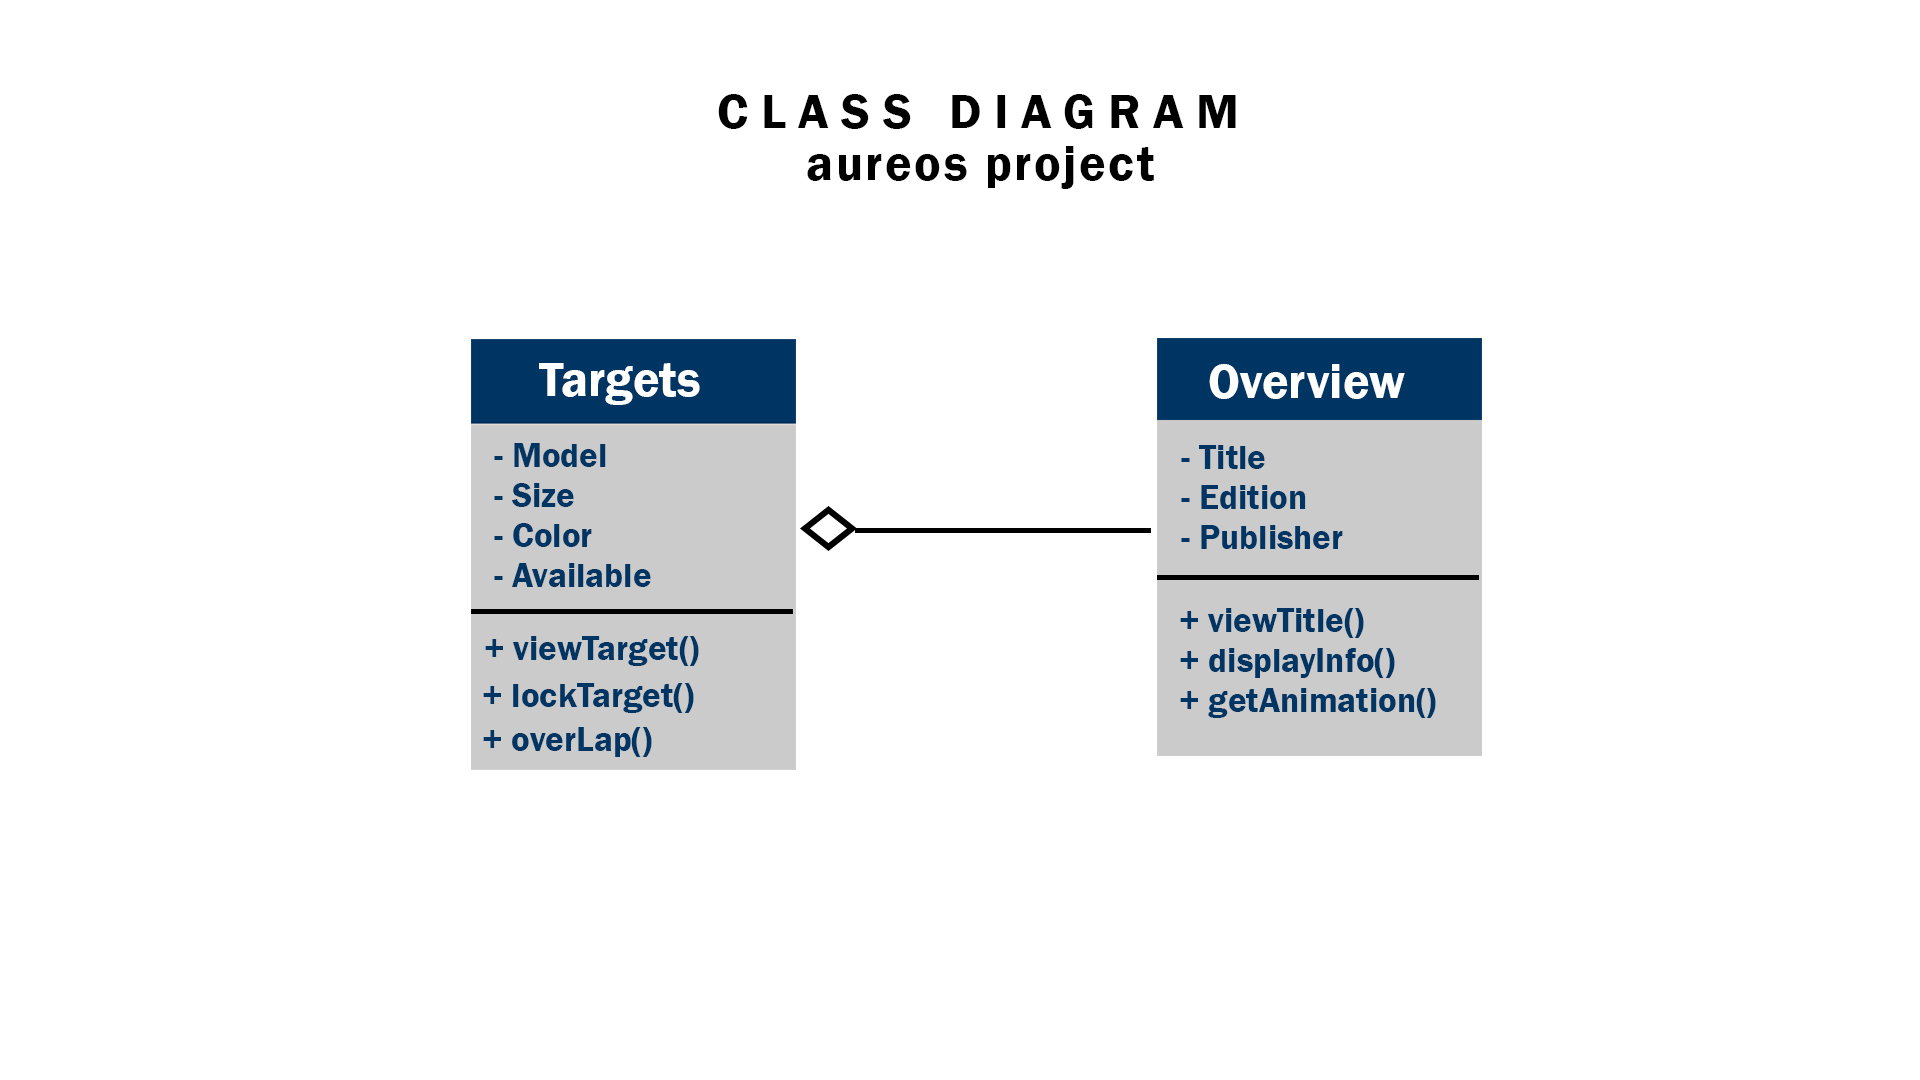 CLASS DIAGRAM
aureos project
Targets
- Model
- Size
- Color
- Available
+ viewTarget()
+ lockTarget()
+ overLap()
Overview
- Title
- Edition
- Publisher
+ viewTitle()
+ displayInfo()
+ getAnimation()